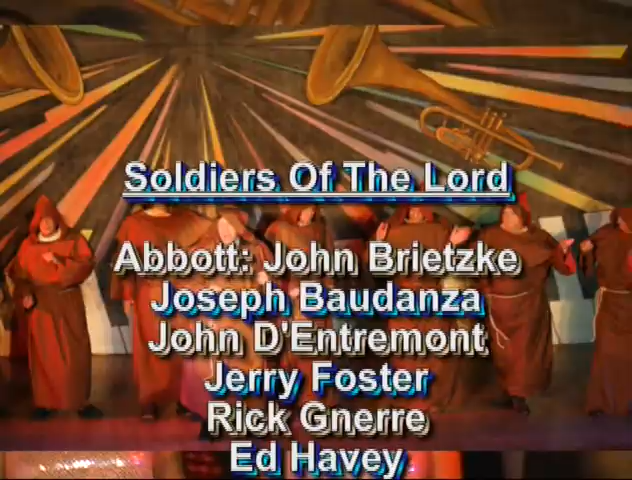 Soldiers Of The Lord
Abbott: John Brietzke
Joseph Baudanza
John D'Entremont
Jerry Foster
Rick Gnerre
Ed Havey